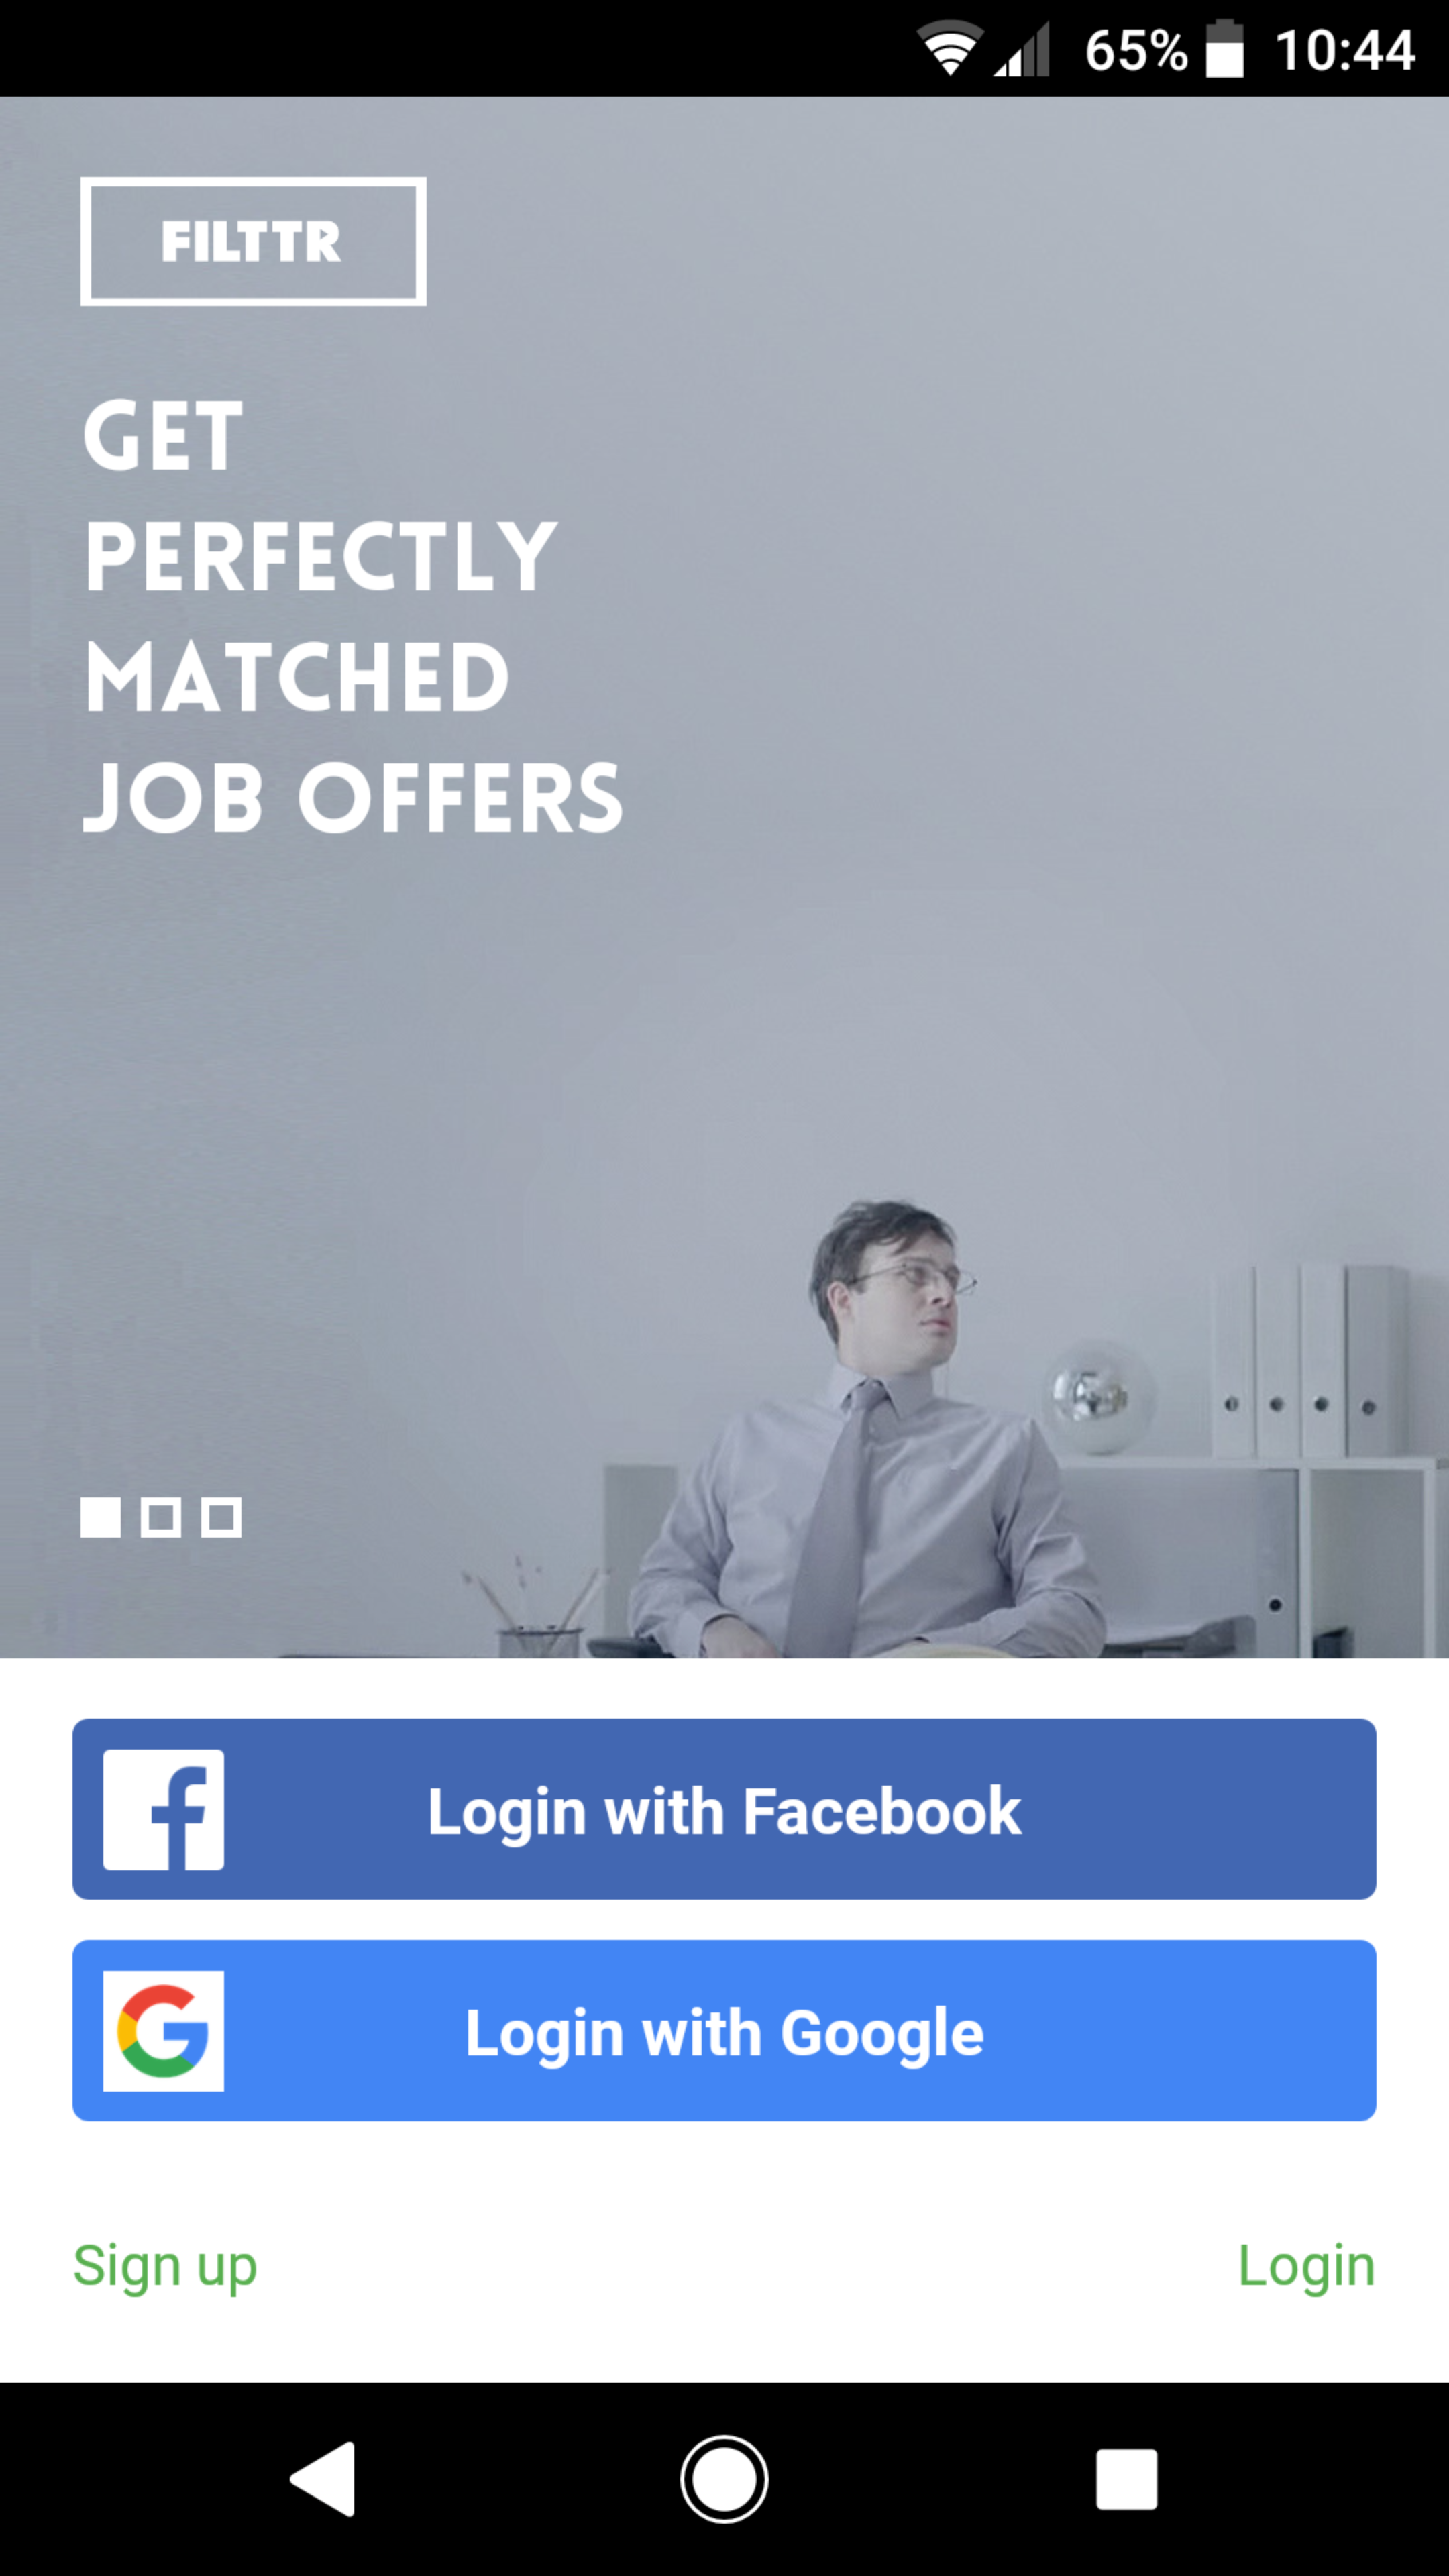 65% 10:44
FILTTR
GET
PERFECTLY
MATCHED
JOB OFFERS
Login with Facebook
Login with Google
Sign up Login